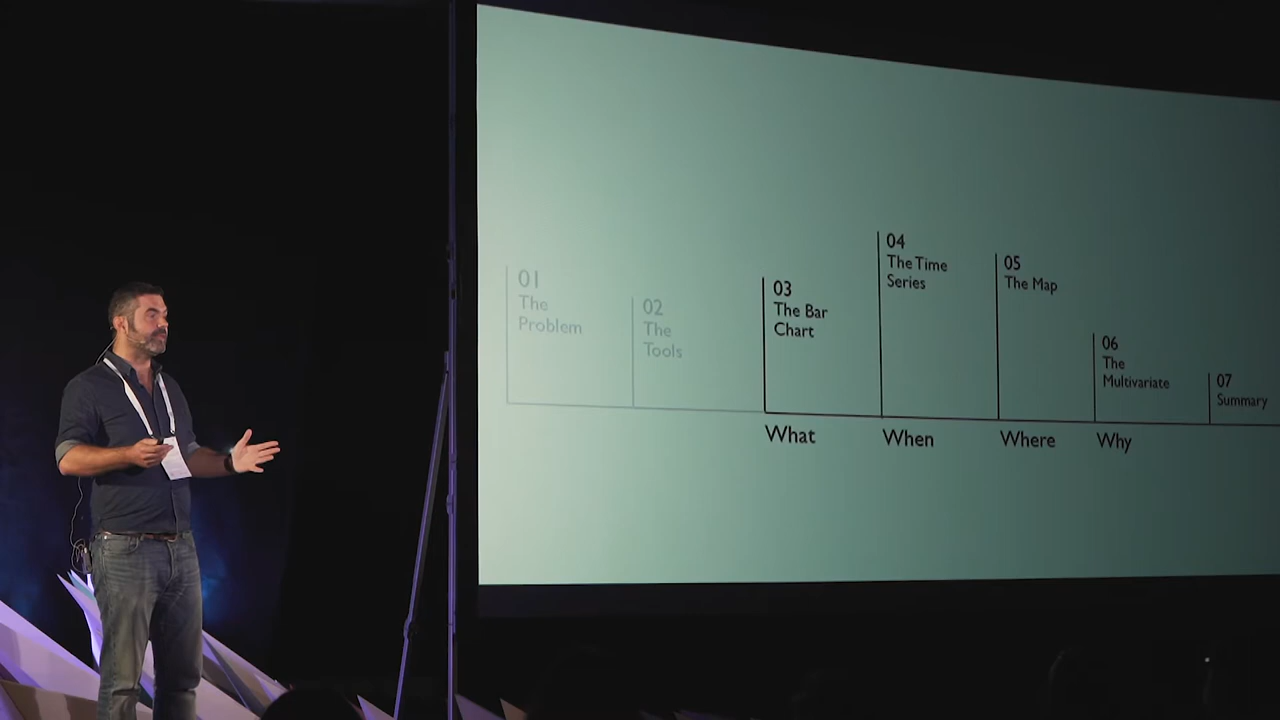 01
The
Problem
02
The
Tools
03
The Bar
Chart
04
The Time
Series
05
The Map
06
The
Multivariate
07
Summary
What
When
Where
Why